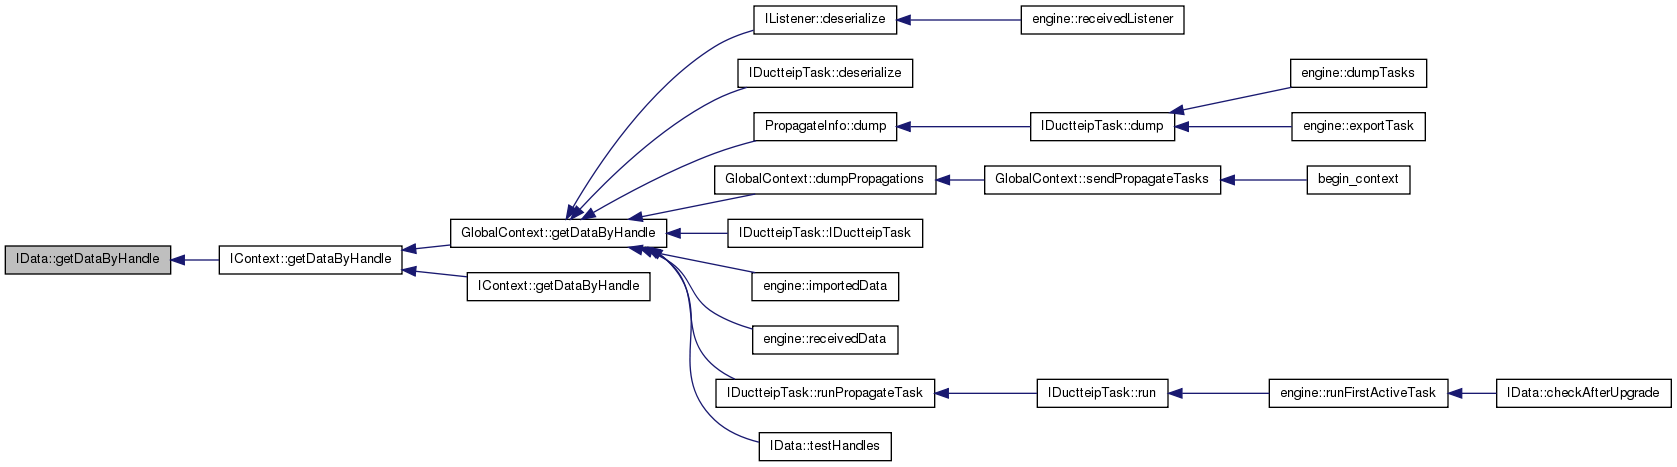 IListener::deserialize
engine::receivedListener
IDuctteipTask::deserialize
engine::dumpTasks
PropagateInfo::dump
IDuctteipTask::dump
engine::exportTask
GlobalContext::dumpPropagations
GlobalContext::sendPropagateTasks
begin_context
GlobalContext::getDataByHandle
IDuctteipTask::IDuctteipTask
IData::getDataByHandle
IContext::getDataByHandle
IContext::getDataByHandle
engine::importedData
engine::receivedData
IDuctteipTask::runPropagateTask
IDuctteipTask::run
engine::runFirstActiveTask
IData::checkAfterUpgrade
IData::testHandles